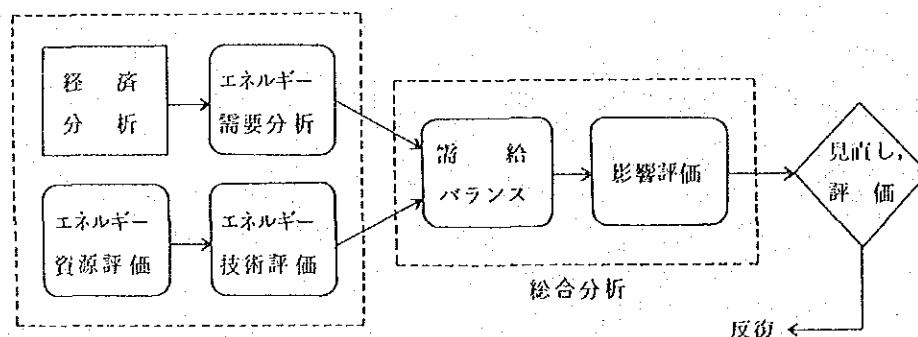 経 済
分 析
エネルギー
需要分析
エネルギー
資源評価
エネルギー
技術評価
需 給
バランス
影響評価
総合分析
見直し,
評 価
反復